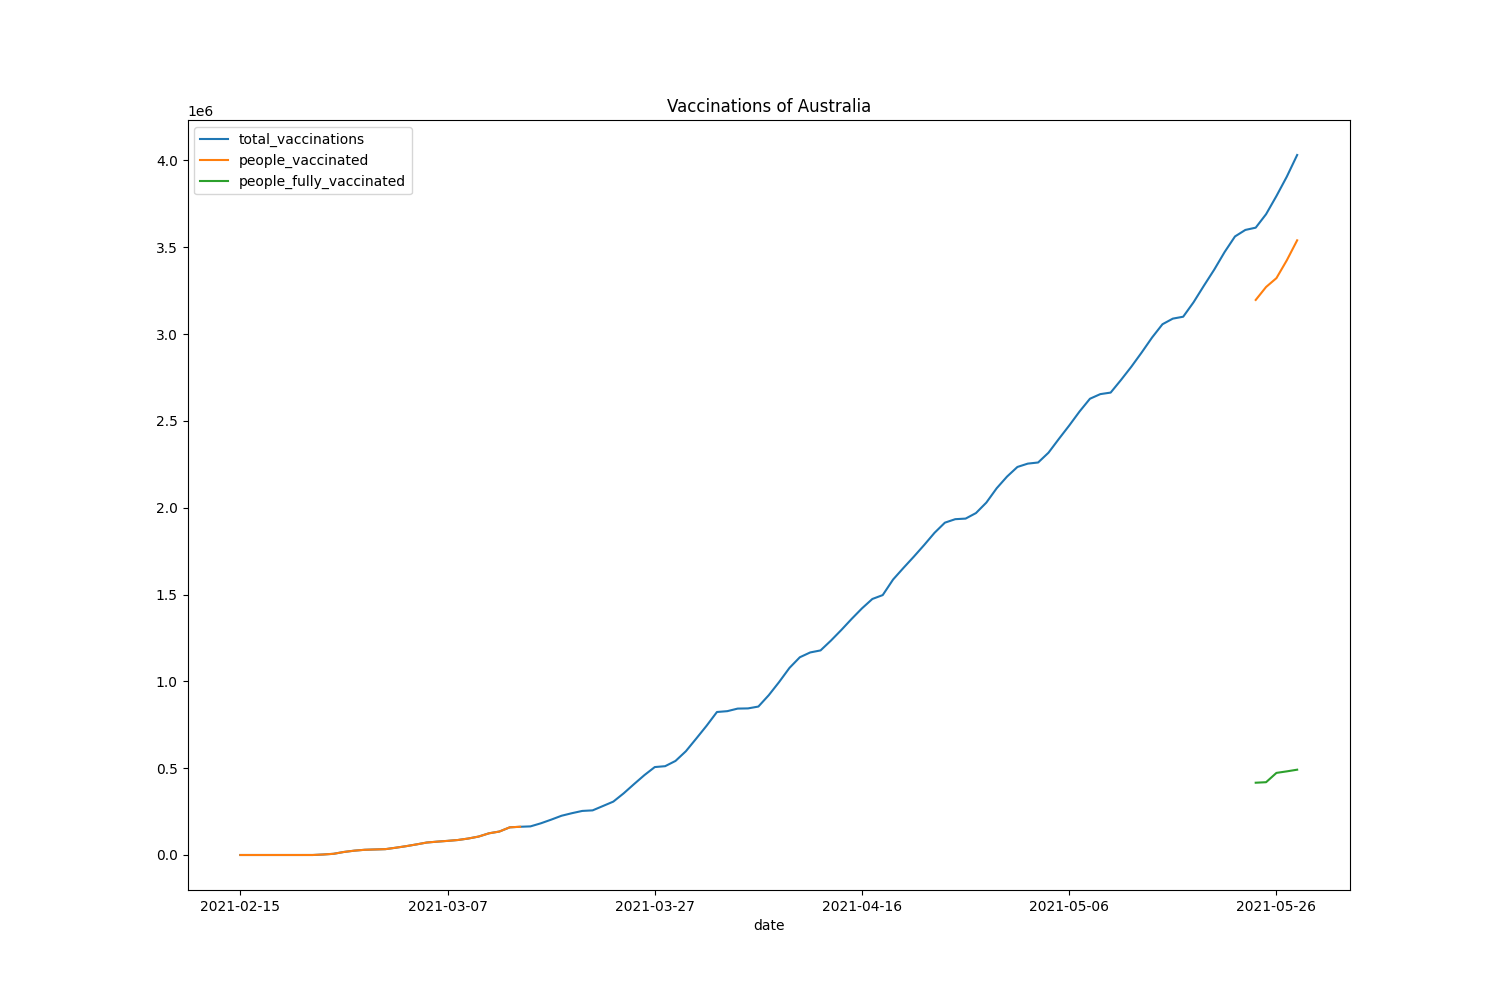 Vaccinations of Australia
1e6
total_vaccinations
people_vaccinated
people_fully_vaccinated
4.0
3.5
3.0
2.5
2.0
1.5
1.0
0.5
0.0
2021-02-15 2021-03-07 2021-03-27 2021-04-16 2021-05-06 2021-05-26
date